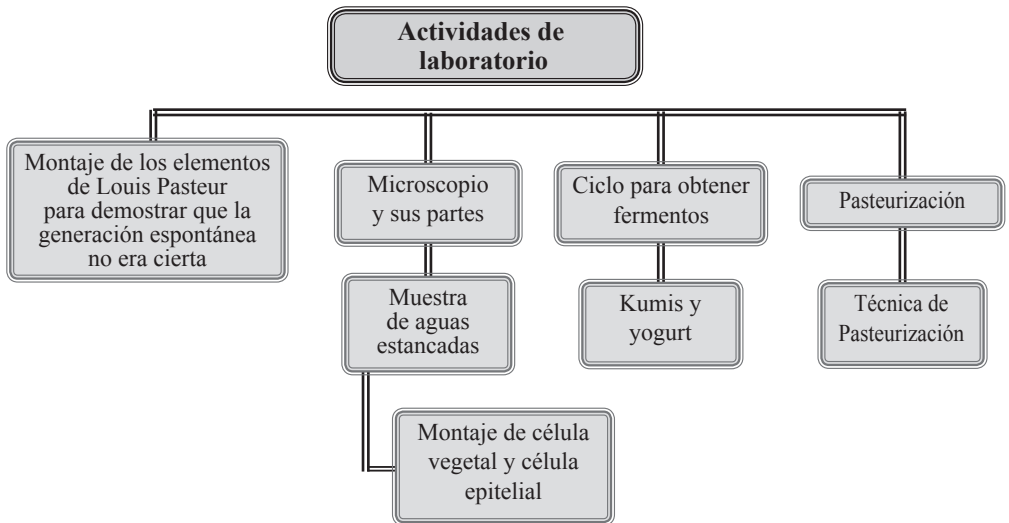 Actividades de
laboratorio
Montaje de los elementos
de Louis Pasteur
para demostrar que la
generación espontánea
no era cierta
Microscopio
y sus partes
Ciclo para obtener
fermentos
Pasteurización
Muestra
de aguas
estancadas
Kumis y
yogurt
Técnica de
Pasteurización
Montaje de célula
vegetal y célula
epitelial